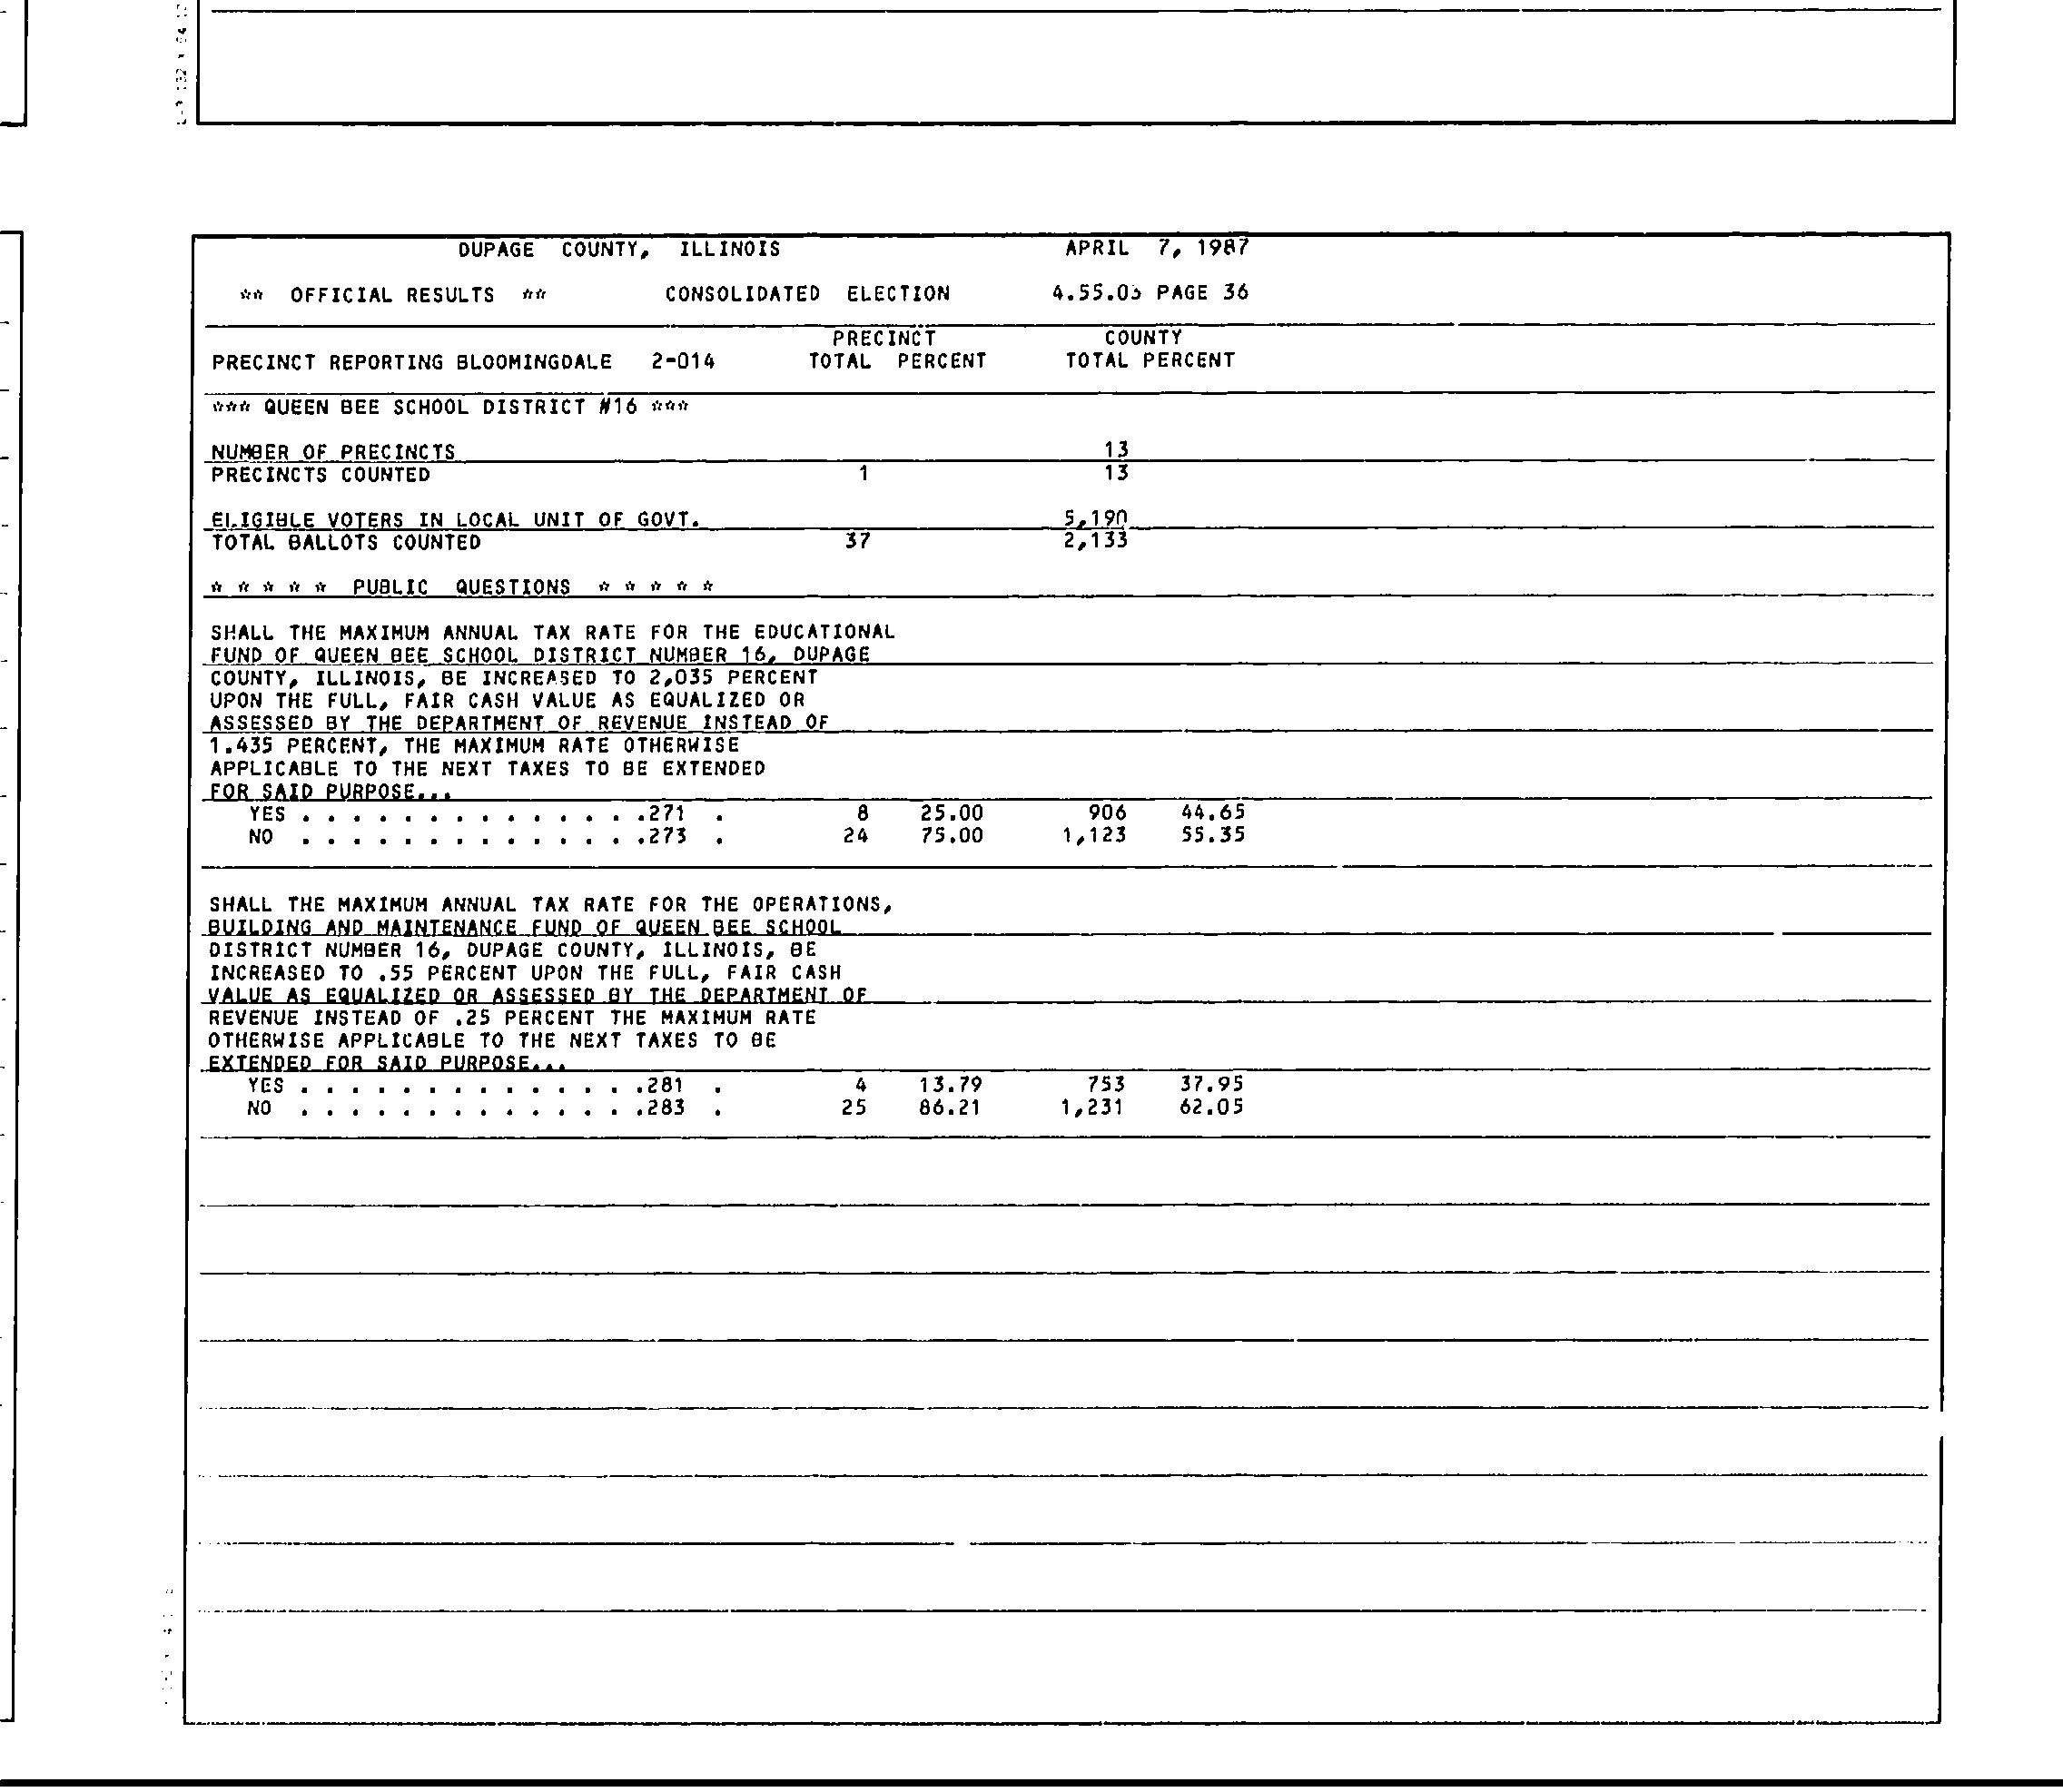 DUPAGE COUNTY, ILLINOIS APRIL 7, 1987
** OFFICIAL RESULTS ** CONSOLIDATED ELECTION PAGE 36
PRECINCT COUNTY
PRECINCT REPORTING BLOOMINGDALE 2-014 TOTAL PERCENT TOTAL PERCENT
*** QUEEN BEE SCHOOL DISTRICT #16 ***
NUMBER OF PRECINCTS 13
PRECINCTS COUNTED 1 13
ELIGIBLE VOTERS IN LOCAL UNIT OF GOVT. 5,190
TOTAL BALLOTS COUNTED 37 2,133
* * * * * PUBLIC QUESTIONS * * * * *
SHALL THE MAXIMUM ANNUAL TAX RATE FOR THE EDUCATIONAL
FUND OF QUEEN BEE SCHOOL DISTRICT NUMBER 16, DUPAGE
COUNTY, ILLINOIS, BE INCREASED TO 2,035 PERCENT
UPON THE FULL, FAIR CASH VALUE AS EQUALIZED OR
ASSESSED BY THE DEPARTMENT OF REVENUE INSTEAD OF
1.435 PERCENT, THE MAXIMUM RATE OTHERWISE
APPLICABLE TO THE NEXT TAXES TO BE EXTENDED
FOR SAID PURPOSE...
YES . . . . . . . . . . . . . .271 . 8 25.00 906 44.65
NO . . . . . . . . . . . . . .273 . 24 75.00 1,123 55.35
SHALL THE MAXIMUM ANNUAL TAX RATE FOR THE OPERATIONS,
BUILDING AND MAINTENANCE FUND OF QUEEN BEE SCHOOL
DISTRICT NUMBER 16, DUPAGE COUNTY, ILLINOIS, BE
INCREASED TO .55 PERCENT UPON THE FULL, FAIR CASH
VALUE AS EQUALIZED OR ASSESSED BY THE DEPARTMENT OF
REVENUE INSTEAD OF .25 PERCENT THE MAXIMUM RATE
OTHERWISE APPLICABLE TO THE NEXT TAXES TO BE
EXTENDED FOR SAID PURPOSE...
YES . . . . . . . . . . . . . .281 . 4 13.79 753 37.95
NO . . . . . . . . . . . . . .283 . 25 86.21 1,231 62.05